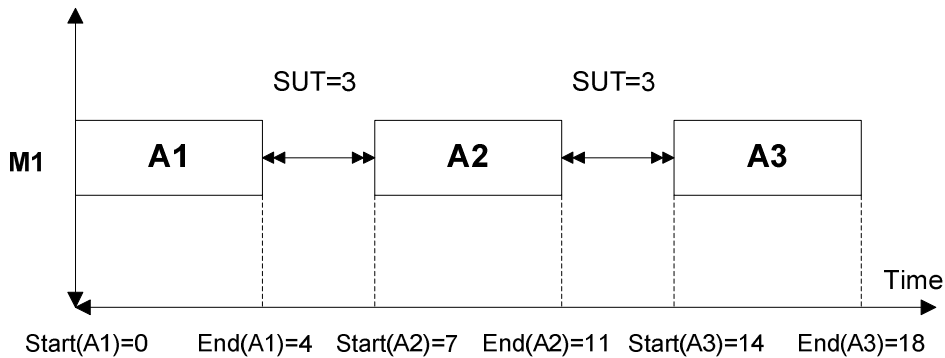 SUT=3 SUT=3
M1 A1 A2 A3
Time
Start(A1)=0 End(A1)=4 Start(A2)=7 End(A2)=11 Start(A3)=14 End(A3)=18